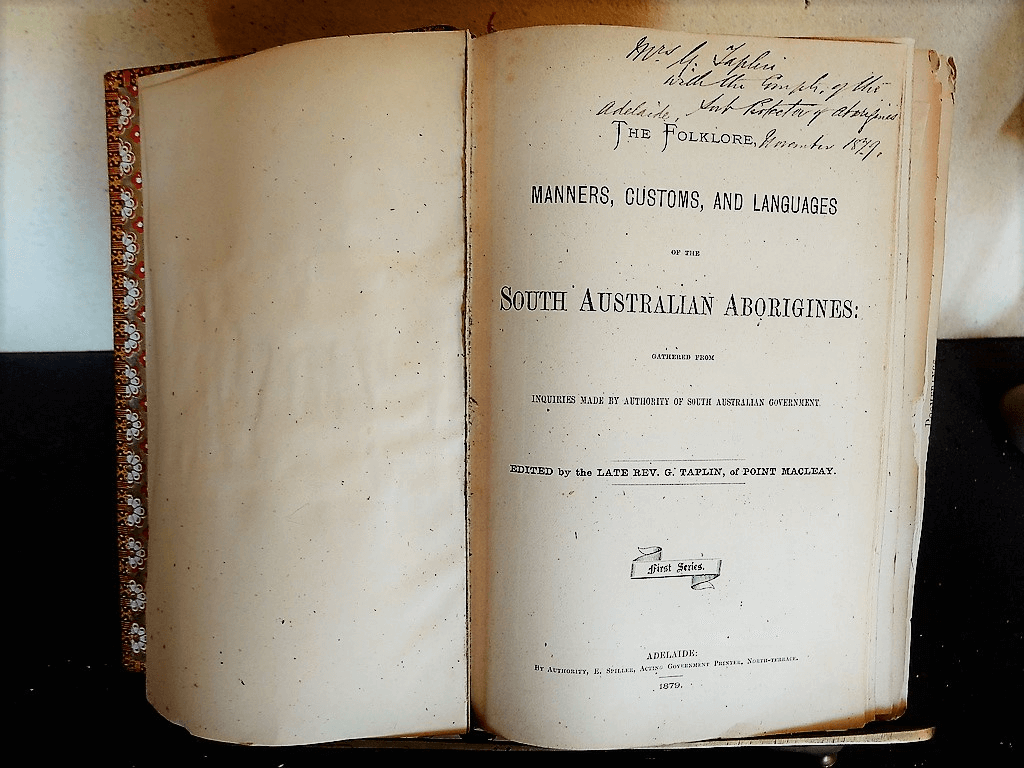 Mrs G. Taplin
with the Compts. of the
Sub Protector of Aborigines
Adelaide,
November 1879.
THE FOLKLORE,
MANNERS, CUSTOMS, AND LANGUAGES
OF THE
SOUTH AUSTRALIAN ABORIGINES:
GATHERED FROM
INQUIRIES MADE BY AUTHORITY OF SOUTH AUSTRALIAN GOVERNMENT.
EDITED by the LATE REV. G. TAPLIN, of POINT MACLEAY.
First Series.
ADELAIDE:
BY AUTHORITY, E. SPILLER, ACTING GOVERNMENT PRINTER, NORTH-TERRACE.
1879.